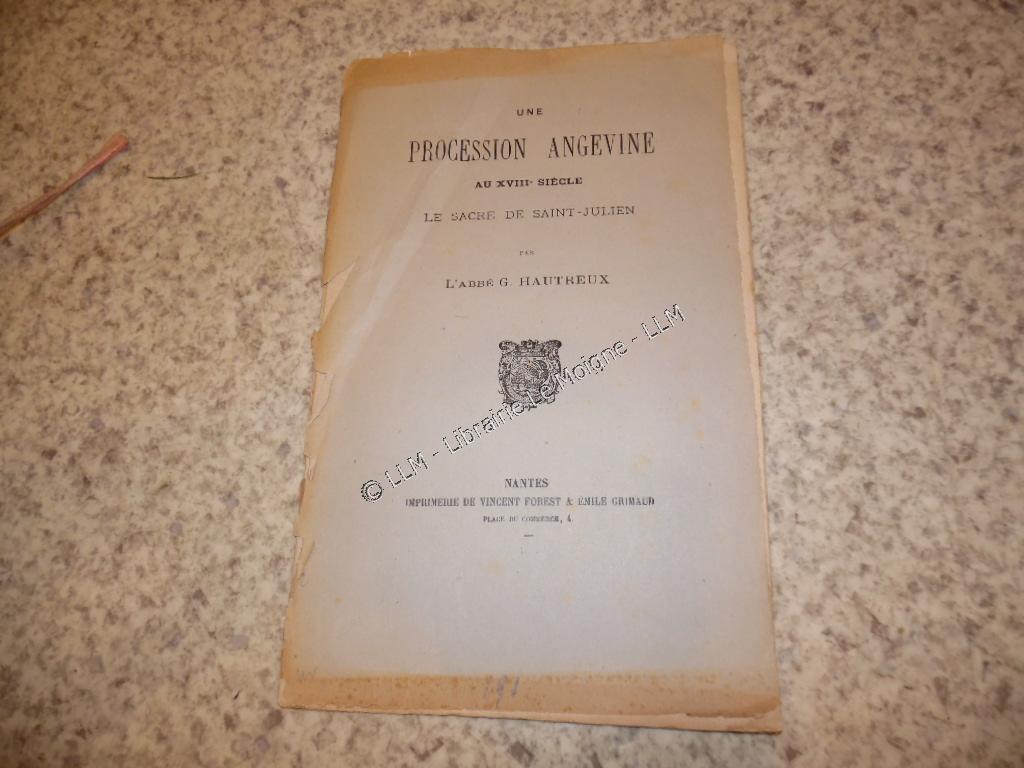 UNE
PROCESSION ANGEVINE
AU XVIIIe SIÈCLE
LE SACRE DE SAINT-JULIEN
PAR
L'ABBÉ G. HAUTREUX
© LLM - Librairie Le Moigne - LLM
NANTES
IMPRIMERIE DE VINCENT FOREST & ÉMILE GRIMAUD
PLACE DU COMMERCE, 4.